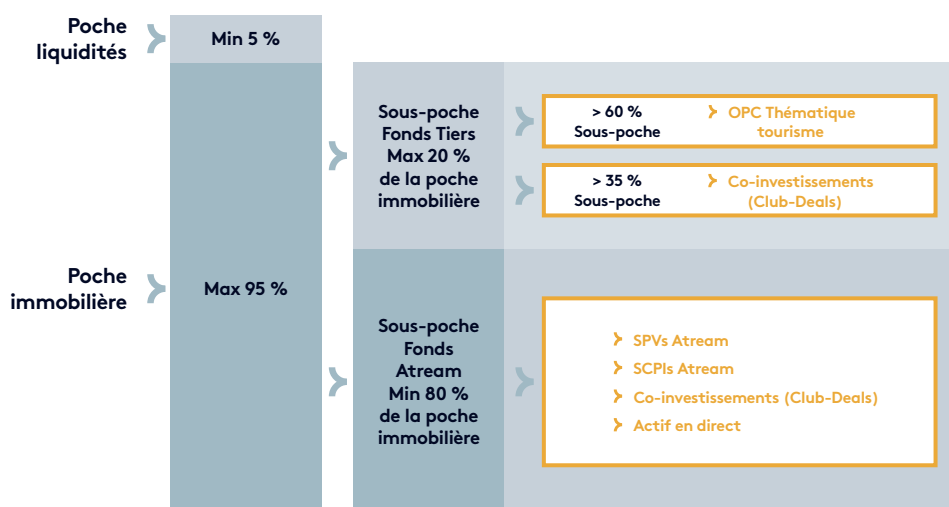 Poche
liquidités
Min 5 %
Poche
immobilière
Max 95 %
Sous-poche
Fonds Tiers
Max 20 %
de la poche
immobilière
> 60 %
Sous-poche
OPC Thématique
tourisme
> 35 %
Sous-poche
Co-investissements
(Club-Deals)
Sous-poche
Fonds
Atream
Min 80 %
de la poche
immobilière
SPVs Atream
SCPIs Atream
Co-investissements (Club-Deals)
Actif en direct